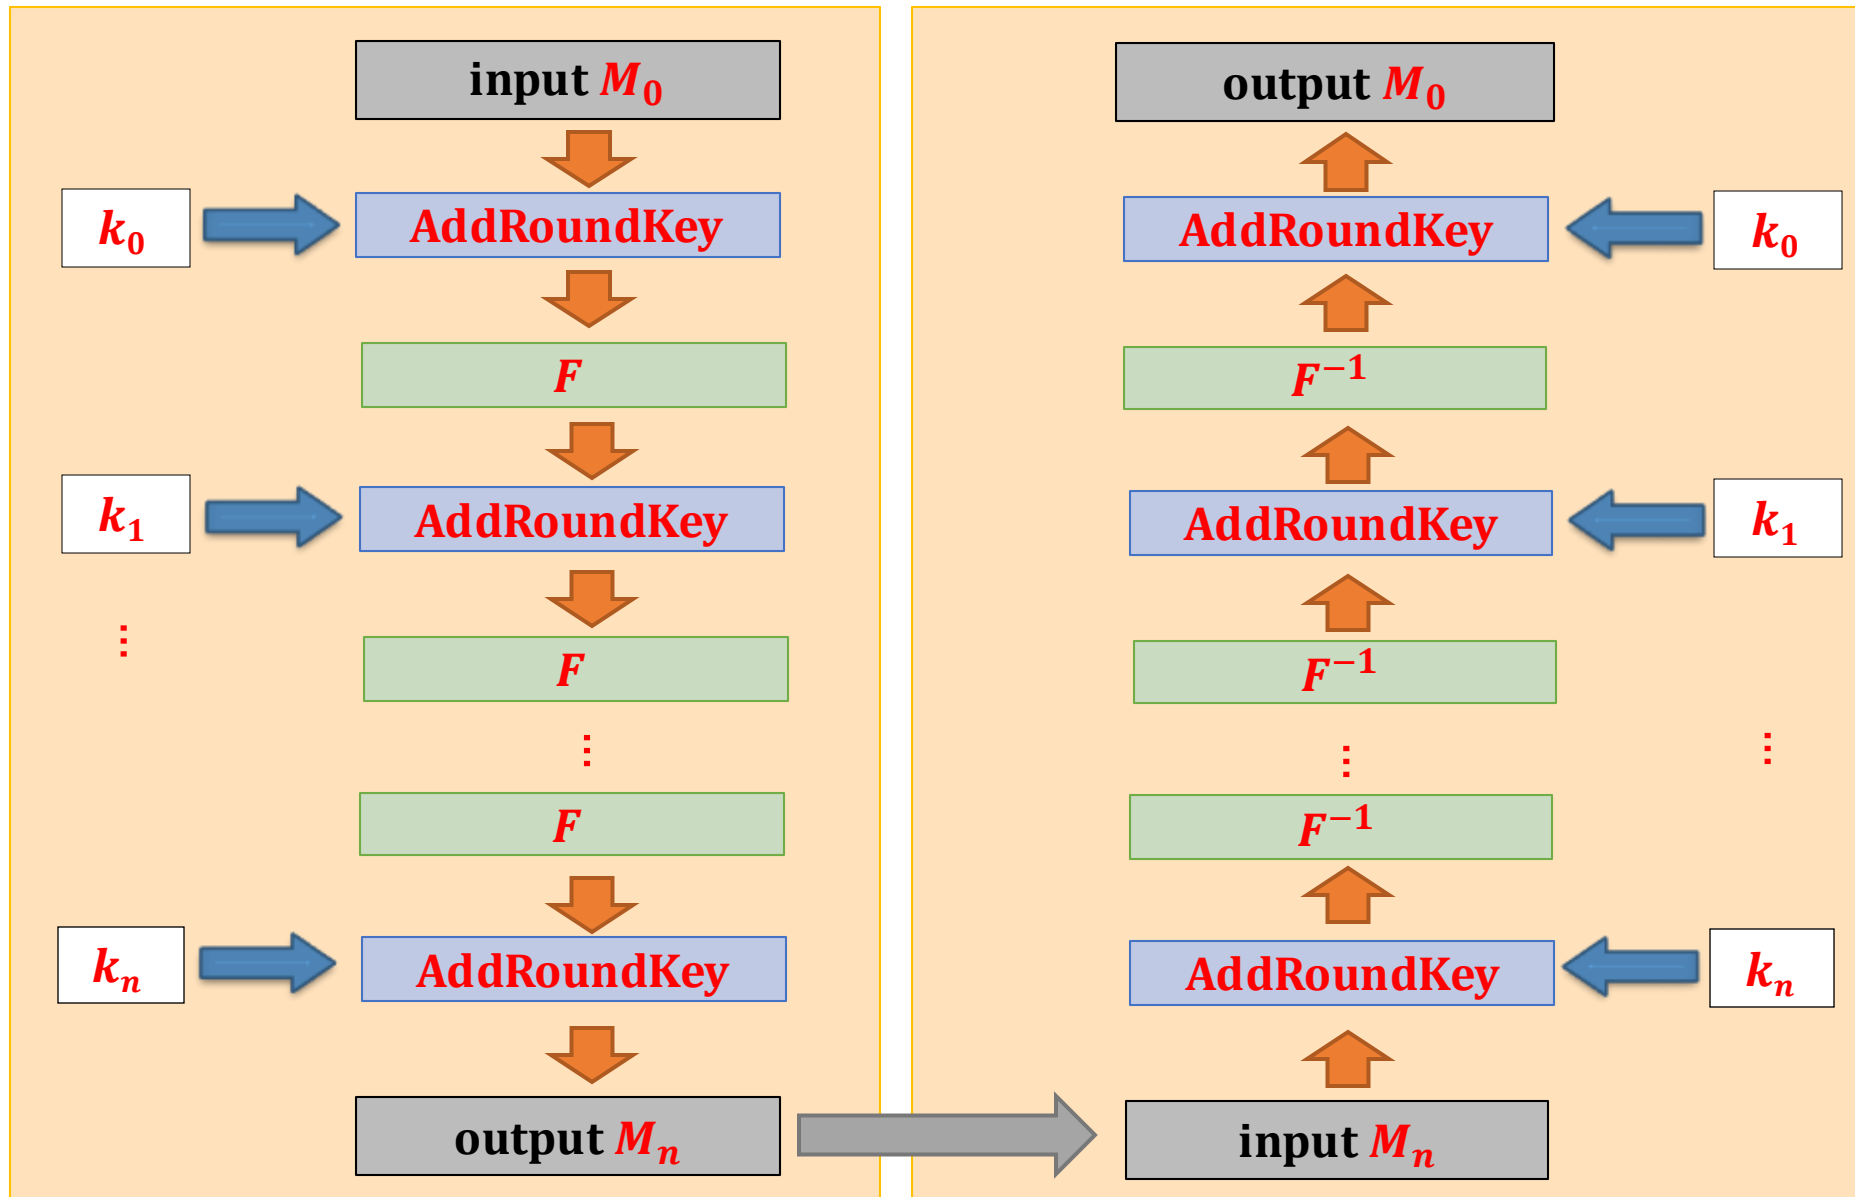 input M₀
k₀
AddRoundKey
F
k₁
AddRoundKey
⋮
F
⋮
F
kₙ
AddRoundKey
output Mₙ
output M₀
AddRoundKey
k₀
F⁻¹
AddRoundKey
k₁
F⁻¹
⋮
⋮
F⁻¹
AddRoundKey
kₙ
input Mₙ